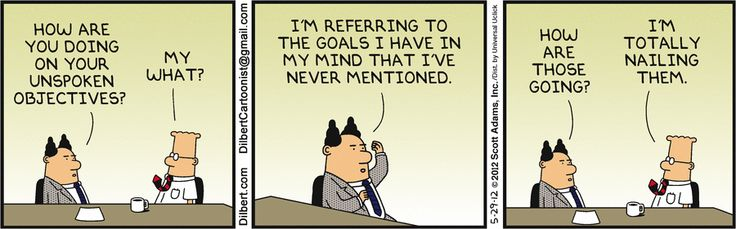 HOW ARE
YOU DOING
ON YOUR
UNSPOKEN
OBJECTIVES?
MY
WHAT?
Dilbert.com DilbertCartoonist@gmail.com
I'M REFERRING TO
THE GOALS I HAVE IN
MY MIND THAT I'VE
NEVER MENTIONED.
5-29-12 © 2012 Scott Adams, Inc. /Dist. by Universal Uclick
HOW
ARE
THOSE
GOING?
I'M
TOTALLY
NAILING
THEM.